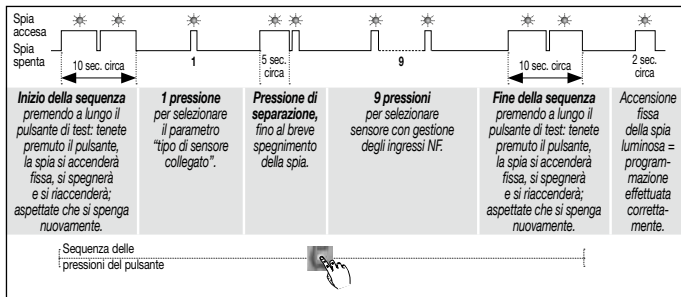 Spia
accesa
Spia
spenta
10 sec. circa
1
5 sec.
circa
9
10 sec. circa
2 sec.
circa
Inizio della sequenza
premendo a lungo il
pulsante di test: tenete
premuto il pulsante,
la spia si accenderà
fissa, si spegnerà
e si riaccenderà;
aspettate che si spenga
nuovamente.
1 pressione
per selezionare
il parametro
“tipo di sensore
collegato”.
Pressione di
separazione,
fino al breve
spegnimento
della spia.
9 pressioni
per selezionare
sensore con gestione
degli ingressi NF.
Fine della sequenza
premendo a lungo il
pulsante di test: tenete
premuto il pulsante,
la spia si accenderà
fissa, si spegnerà
e si riaccenderà;
aspettate che si spenga
nuovamente.
Accensione
fissa
della spia
luminosa =
program-
mazione
effettuata
corretta-
mente.
Sequenza delle
pressioni del pulsante